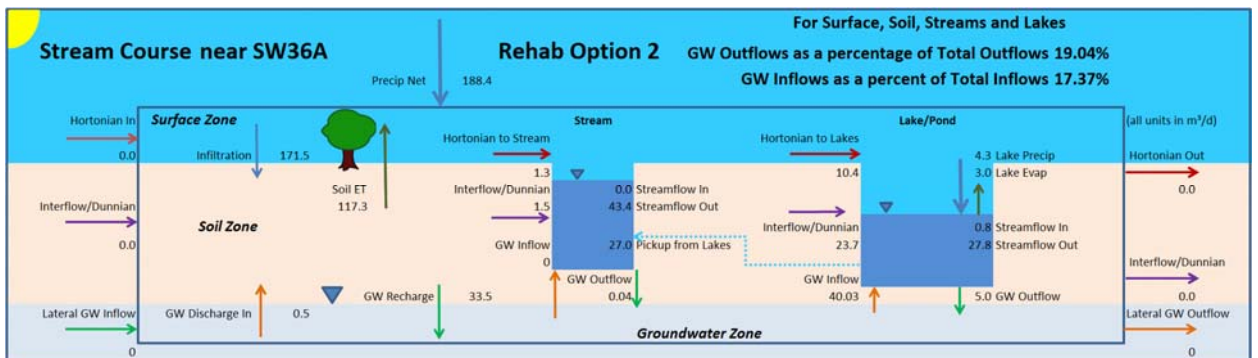 For Surface, Soil, Streams and Lakes
Stream Course near SW36A
Rehab Option 2
GW Outflows as a percentage of Total Outflows 19.04%
GW Inflows as a percent of Total Inflows 17.37%
Precip Net 188.4
Hortonian In
0.0
Surface Zone
Stream
Lake/Pond
(all units in m³/d)
Infiltration 171.5
Hortonian to Stream
1.3
Hortonian to Lakes
10.4
4.3 Lake Precip
3.0 Lake Evap
Hortonian Out
0.0
Soil ET
117.3
Interflow/Dunnian
0.0
Soil Zone
Interflow/Dunnian
1.5
0.0 Streamflow In
43.4 Streamflow Out
GW Inflow
0
27.0 Pickup from Lakes
Interflow/Dunnian
23.7
0.8 Streamflow In
27.8 Streamflow Out
GW Outflow
0.04
GW Inflow
40.03
5.0 GW Outflow
Interflow/Dunnian
0.0
GW Recharge 33.5
Lateral GW Inflow
0
GW Discharge In 0.5
Groundwater Zone
Lateral GW Outflow
0